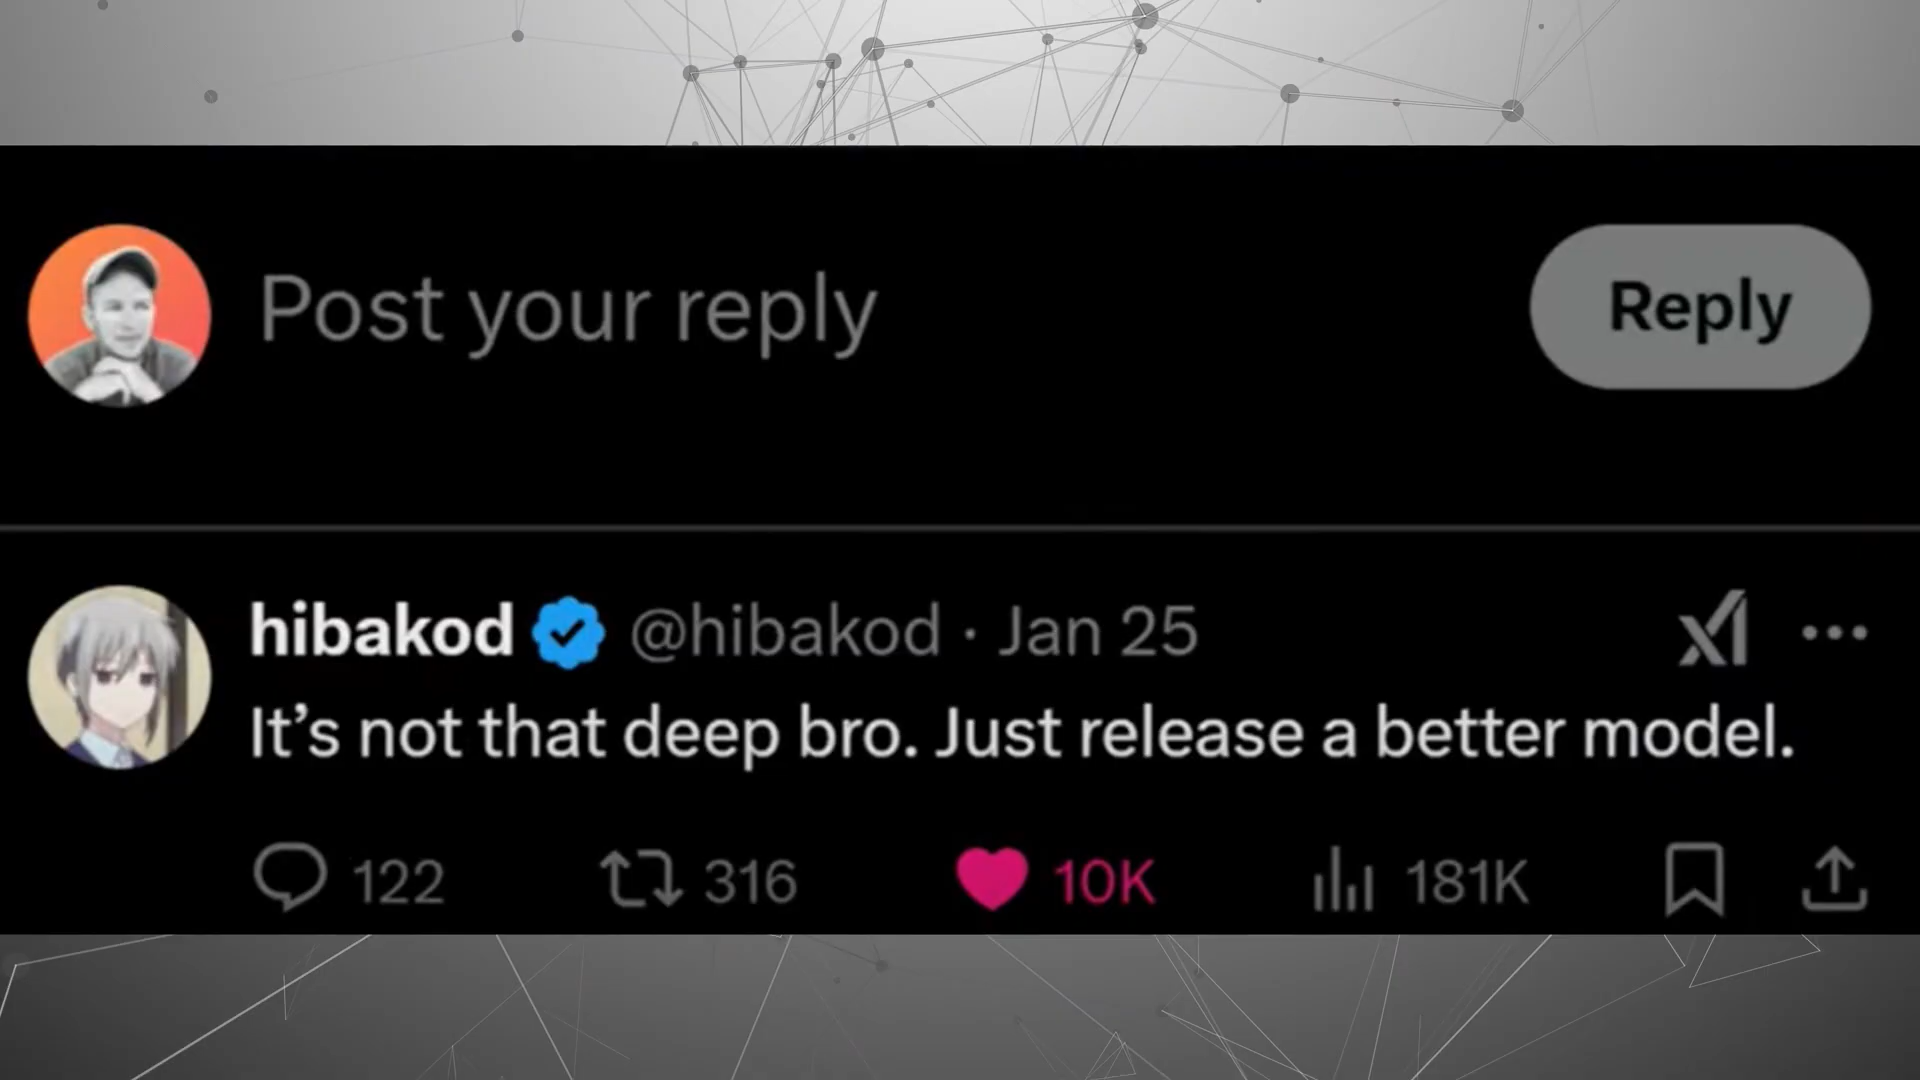 Post your reply
Reply
hibakod @hibakod · Jan 25
It’s not that deep bro. Just release a better model.
122 316 10K 181K